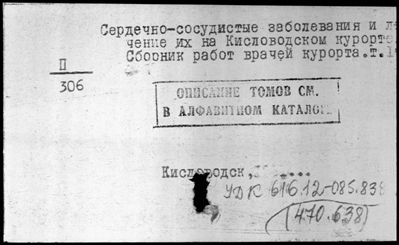 Сердечно-сосудистые заболевания и ле
чение их на Кисловодском курорте.
Сборник работ врачей курорта.т.1
П
306
ОПИСАНИЕ ТОМОВ СМ.
В АЛФАВИТНОМ КАТАЛОГ
Кисловодск,
УДК 616.12-085.838
(470.638)